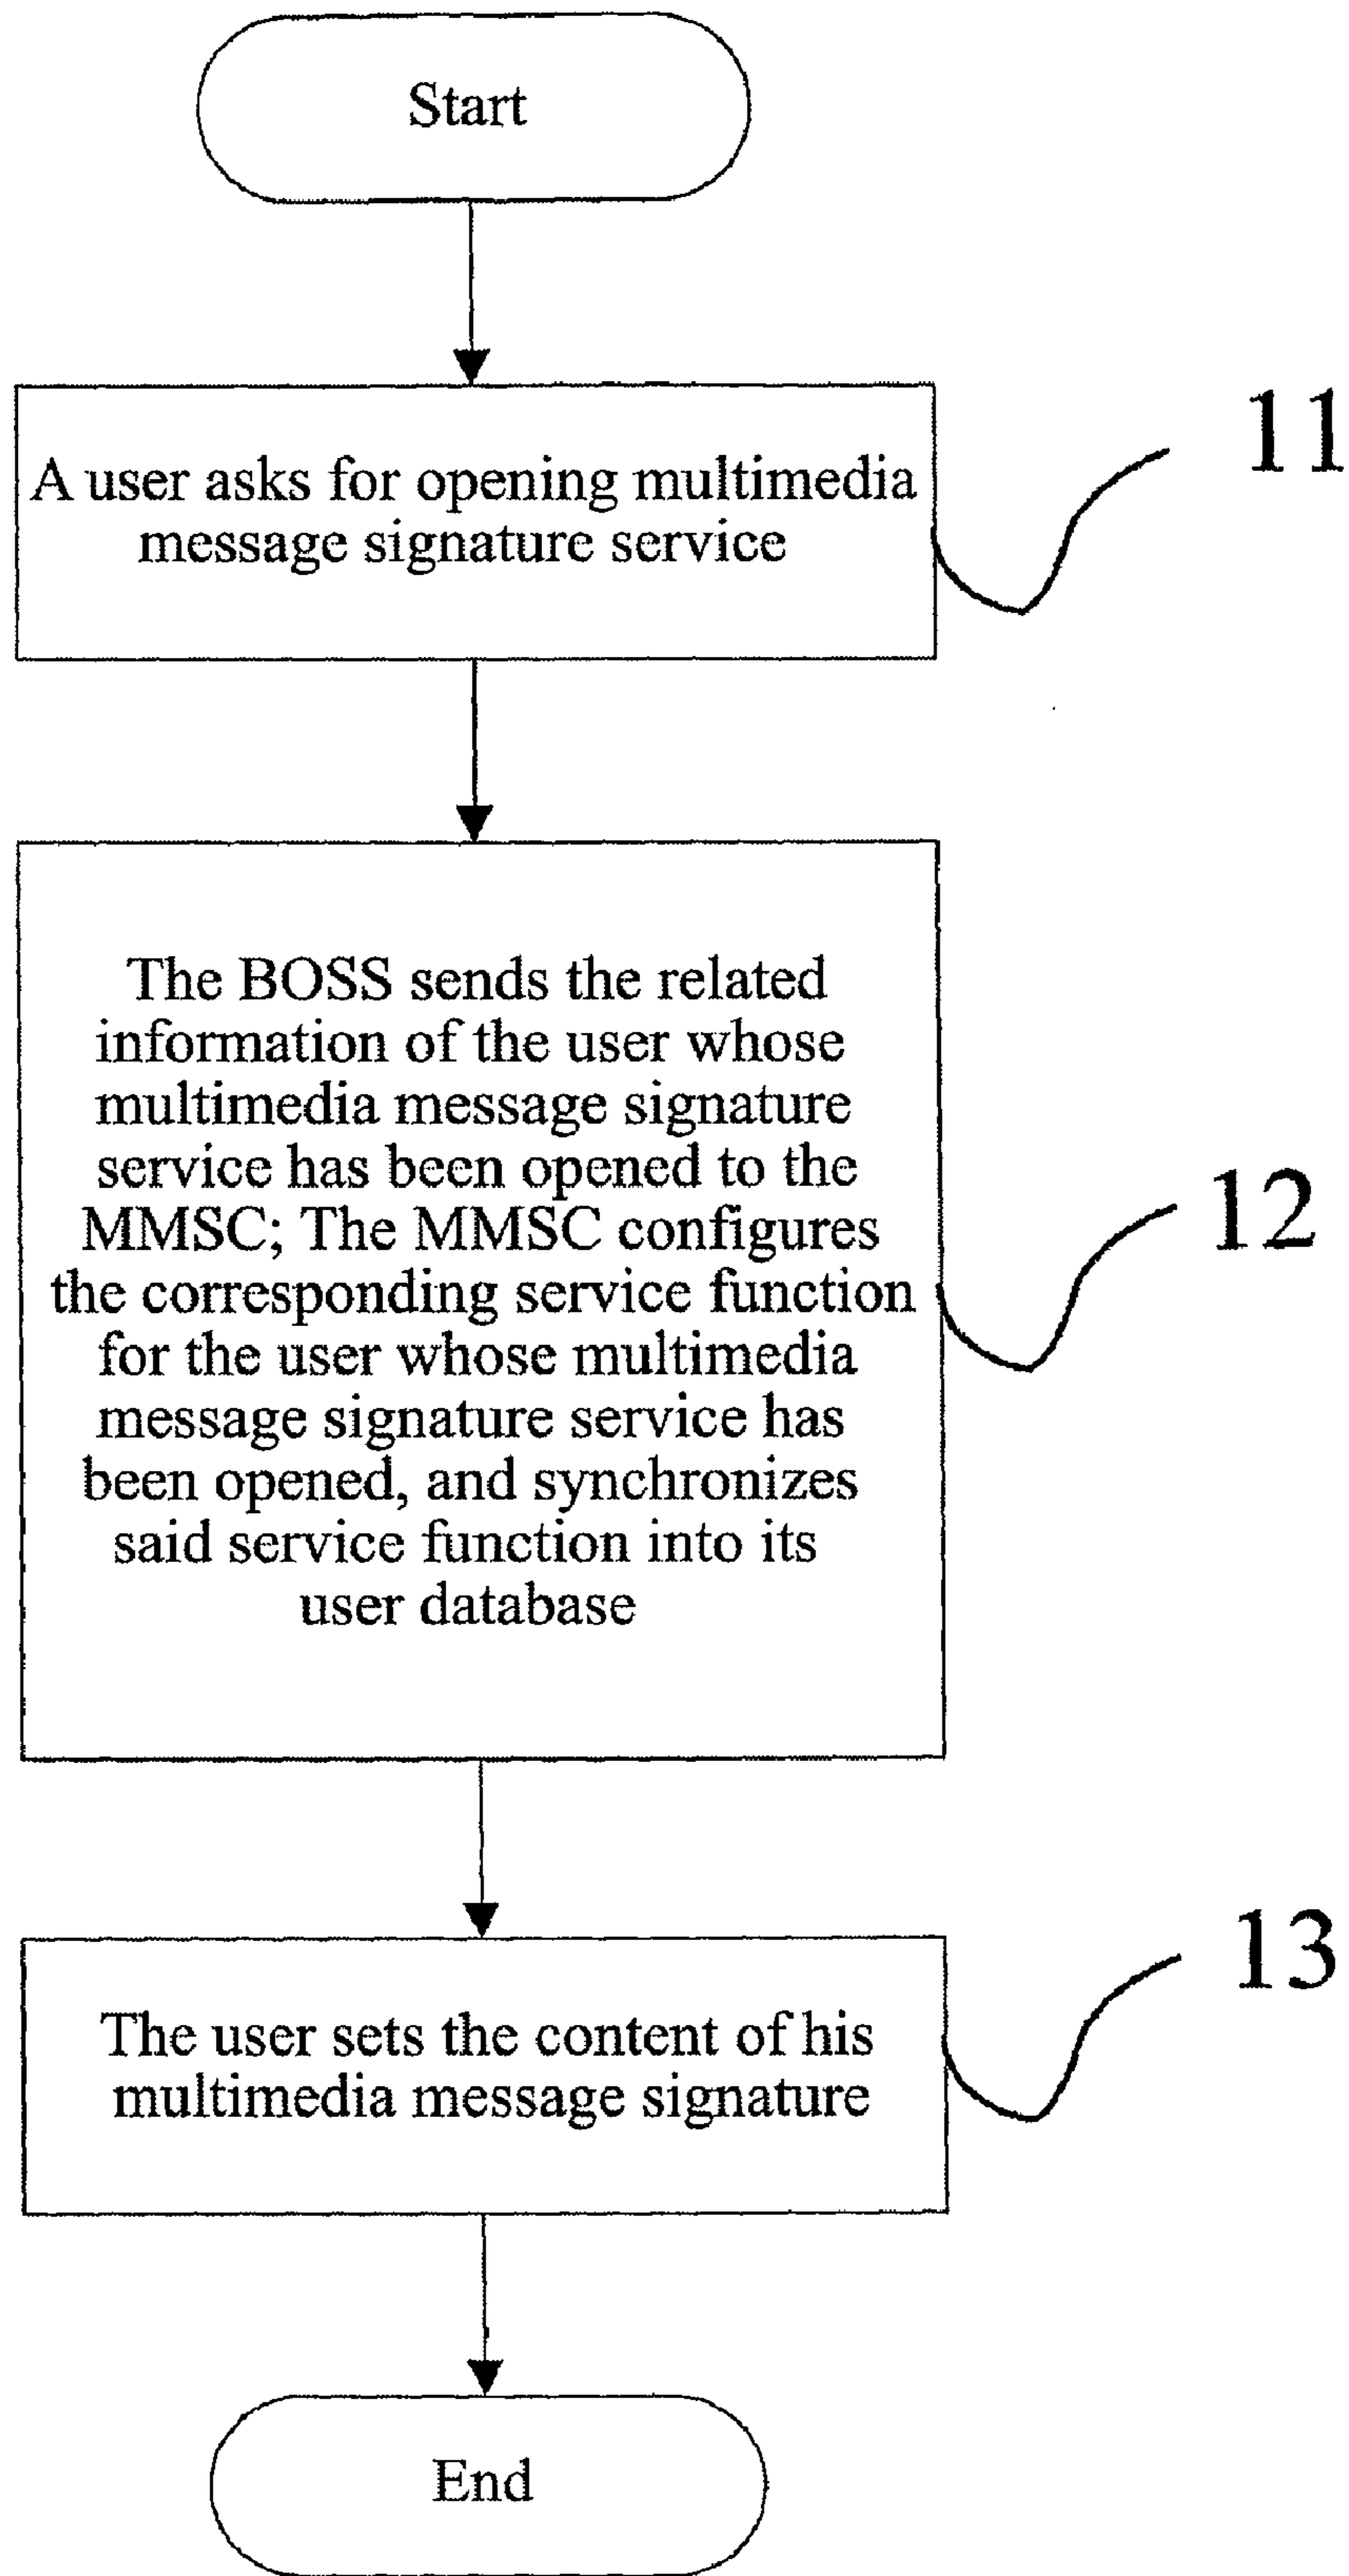 Start
A user asks for opening multimedia
message signature service
11
The BOSS sends the related
information of the user whose
multimedia message signature
service has been opened to the
MMSC; The MMSC configures
the corresponding service function
for the user whose multimedia
message signature service has
been opened, and synchronizes
said service function into its
user database
12
The user sets the content of his
multimedia message signature
13
End